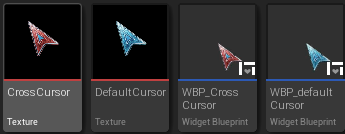 CrossCursor
Texture
DefaultCursor
Texture
WBP_Cross
Cursor
Widget Blueprint
WBP_default
Cursor
Widget Blueprint